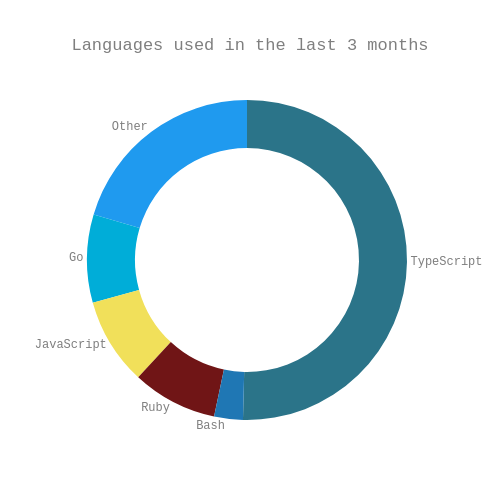 Languages used in the last 3 months
Other
TypeScript
Go
JavaScript
Ruby
Bash